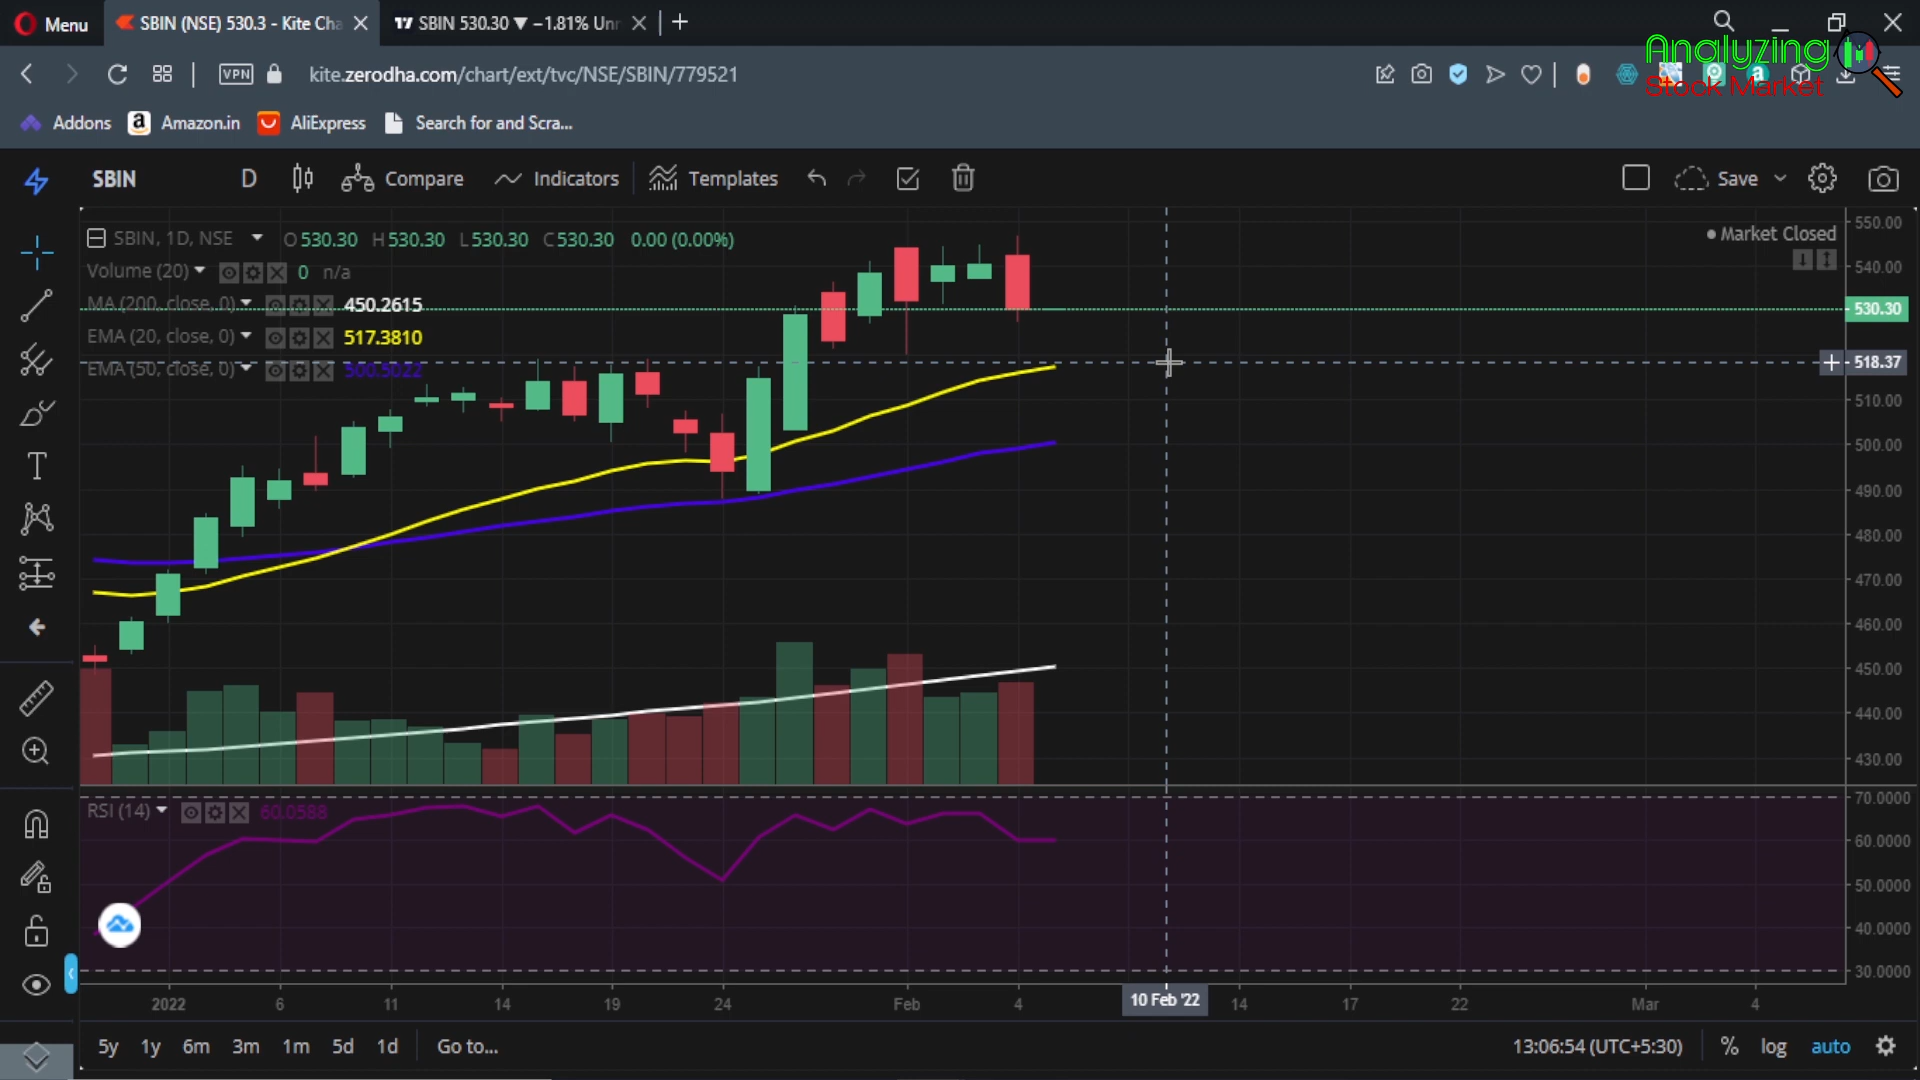 Menu
SBIN (NSE) 530.3 - Kite Cha
SBIN 530.30 ▼ −1.81% Unn
Analyzing
Stock Market
VPN
kite.zerodha.com/chart/ext/tvc/NSE/SBIN/779521
Addons
Amazon.in
AliExpress
Search for and Scra...
SBIN
D
Compare
Indicators
Templates
Save
SBIN, 1D, NSE
O530.30 H530.30 L530.30 C530.30 0.00 (0.00%)
Market Closed
Volume (20)
0 n/a
MA (200, close, 0)
450.2615
EMA (20, close, 0)
517.3810
EMA (50, close, 0)
500.5022
550.00
540.00
530.30
518.37
510.00
500.00
490.00
480.00
470.00
460.00
450.00
440.00
430.00
RSI (14)
60.0588
70.0000
60.0000
50.0000
40.0000
30.0000
2022
6
11
14
19
24
Feb
4
10 Feb '22
14
17
22
Mar
4
5y
1y
6m
3m
1m
5d
1d
Go to...
13:06:54 (UTC+5:30)
%
log
auto